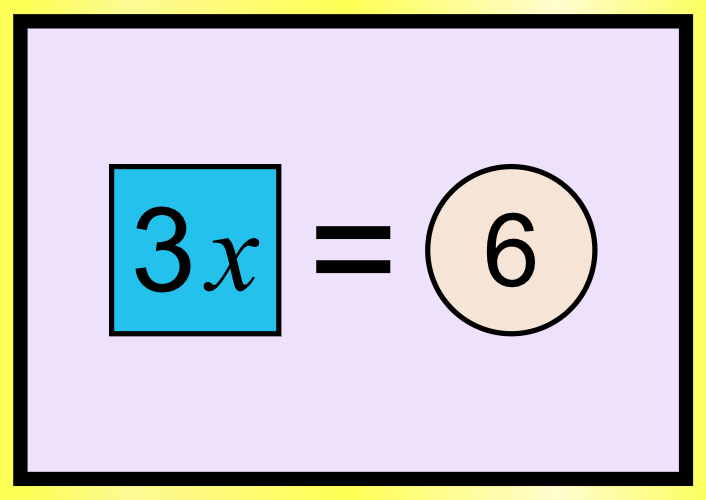 3x = 6